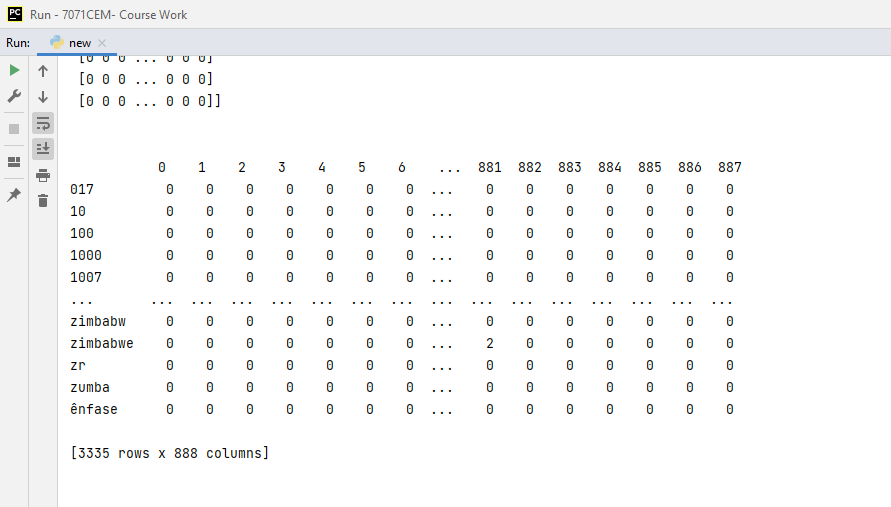 PC Run - 7071CEM- Course Work
Run: new
[0 0 0 ... 0 0 0]
[0 0 0 ... 0 0 0]
[0 0 0 ... 0 0 0]]
0 1 2 3 4 5 6 ... 881 882 883 884 885 886 887
017 0 0 0 0 0 0 0 ... 0 0 0 0 0 0 0
10 0 0 0 0 0 0 0 ... 0 0 0 0 0 0 0
100 0 0 0 0 0 0 0 ... 0 0 0 0 0 0 0
1000 0 0 0 0 0 0 0 ... 0 0 0 0 0 0 0
1007 0 0 0 0 0 0 0 ... 0 0 0 0 0 0 0
... ... ... ... ... ... ... ... ... ... ... ... ... ... ... ...
zimbabw 0 0 0 0 0 0 0 ... 0 0 0 0 0 0 0
zimbabwe 0 0 0 0 0 0 0 ... 2 0 0 0 0 0 0
zr 0 0 0 0 0 0 0 ... 0 0 0 0 0 0 0
zumba 0 0 0 0 0 0 0 ... 0 0 0 0 0 0 0
ênfase 0 0 0 0 0 0 0 ... 0 0 0 0 0 0 0
[3335 rows x 888 columns]